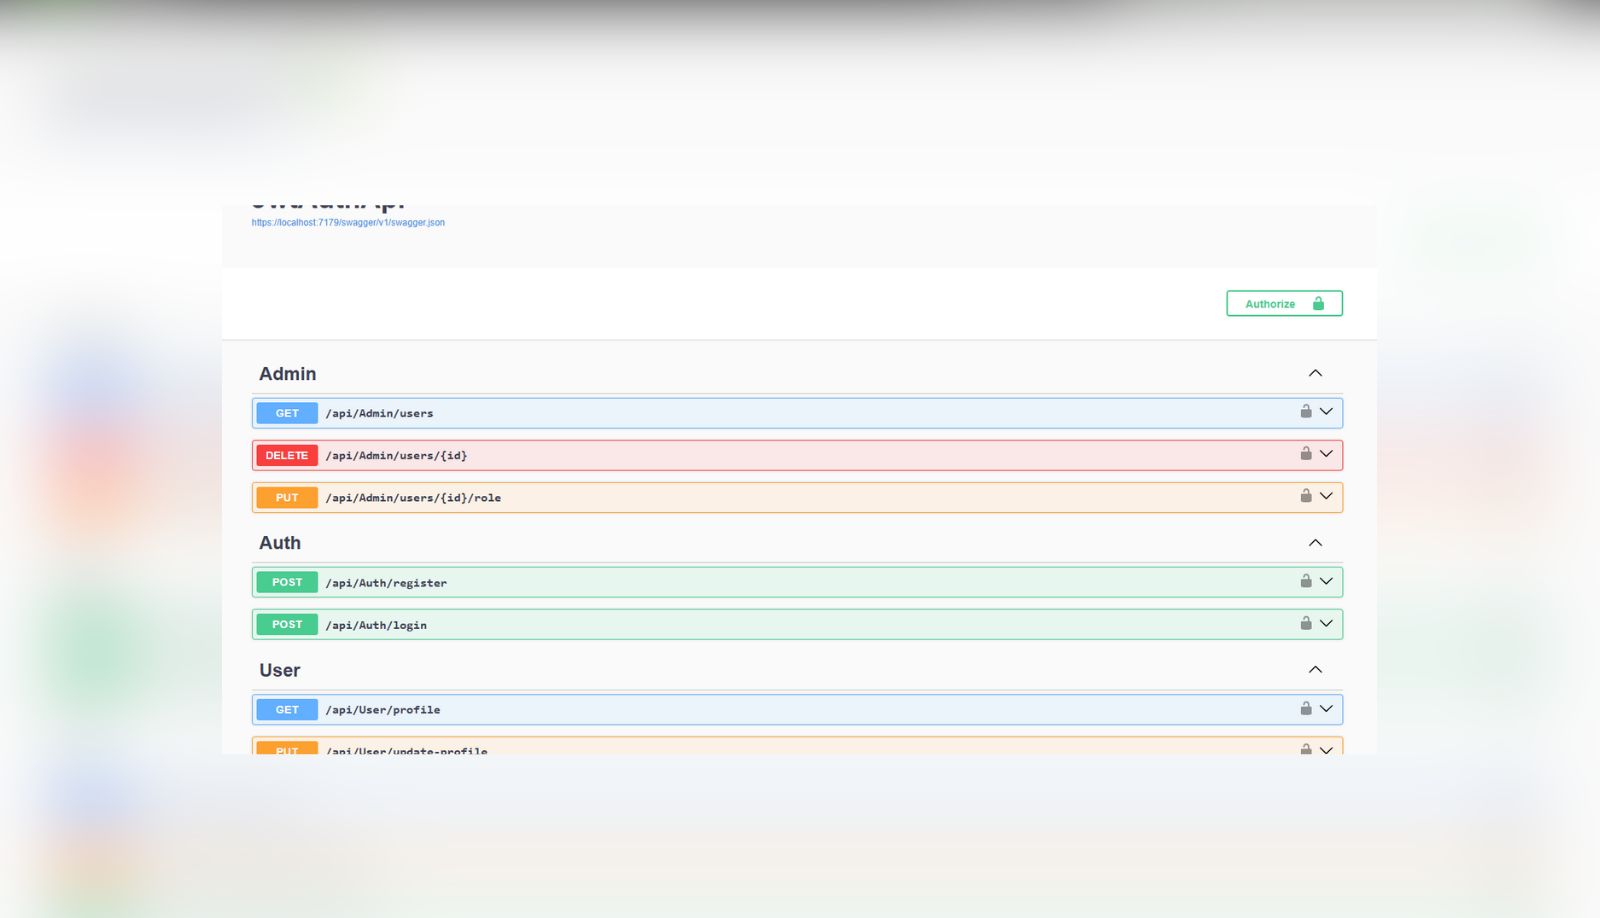 https://localhost:7179/swagger/v1/swagger.json
Authorize
Admin
GET /api/Admin/users
DELETE /api/Admin/users/{id}
PUT /api/Admin/users/{id}/role
Auth
POST /api/Auth/register
POST /api/Auth/login
User
GET /api/User/profile
PUT /api/User/update-profile